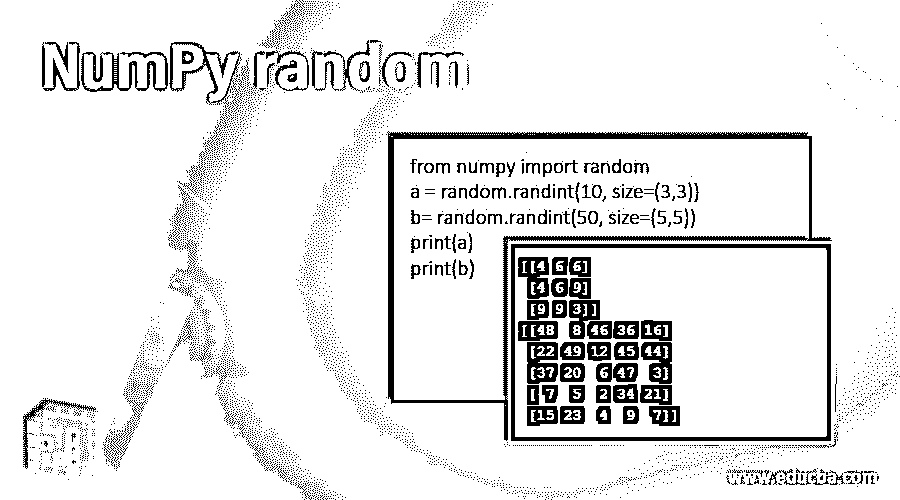 NumPy random
from numpy import random
a = random.randint(10, size=(3,3))
b= random.randint(50, size=(5,5))
print(a)
print(b)
[[4 6 6]
[4 6 9]
[9 9 3]]
[[48 8 46 36 16]
[22 49 12 45 44]
[37 20 6 47 3]
[ 7 5 2 34 21]
[15 23 4 9 7]]
www.educba.com